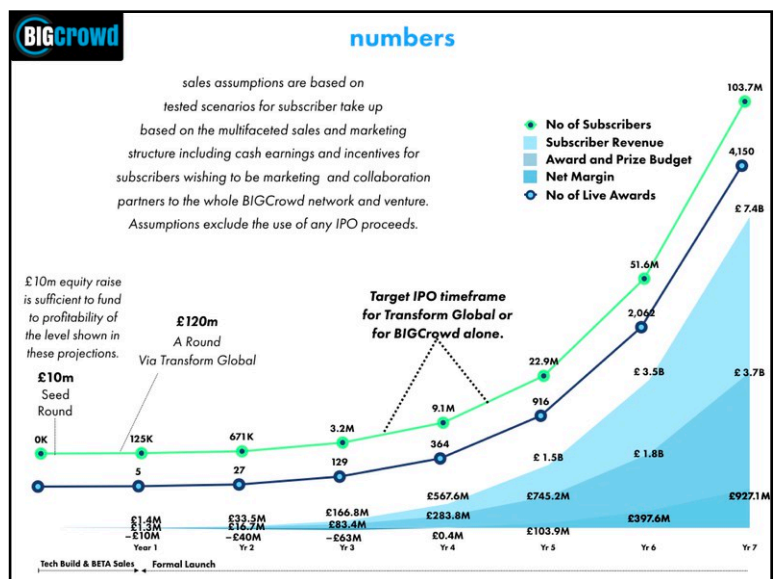 BIGCrowd
numbers
sales assumptions are based on
tested scenarios for subscriber take up
based on the multifaceted sales and marketing
structure including cash earnings and incentives for
subscribers wishing to be marketing and collaboration
partners to the whole BIGCrowd network and venture.
Assumptions exclude the use of any IPO proceeds.
No of Subscribers
Subscriber Revenue
Award and Prize Budget
Net Margin
No of Live Awards
£10m equity raise
is sufficient to fund
to profitability of
the level shown in
these projections.
£10m
Seed
Round
£120m
A Round
Via Transform Global
Target IPO timeframe
for Transform Global or
for BIGCrowd alone.
0K 125K 671K 3.2M 9.1M 22.9M 51.6M 103.7M
5 27 129 364 916 2,062 4,150
£1.4M £33.5M £166.8M £567.6M £ 1.5B £ 3.5B £ 7.4B
£1.3M £16.7M £83.4M £283.8M £745.2M £ 1.8B £ 3.7B
–£10M –£40M –£63M £0.4M £103.9M £397.6M £927.1M
Year 1 Yr 2 Yr 3 Yr 4 Yr 5 Yr 6 Yr 7
Tech Build & BETA Sales Formal Launch